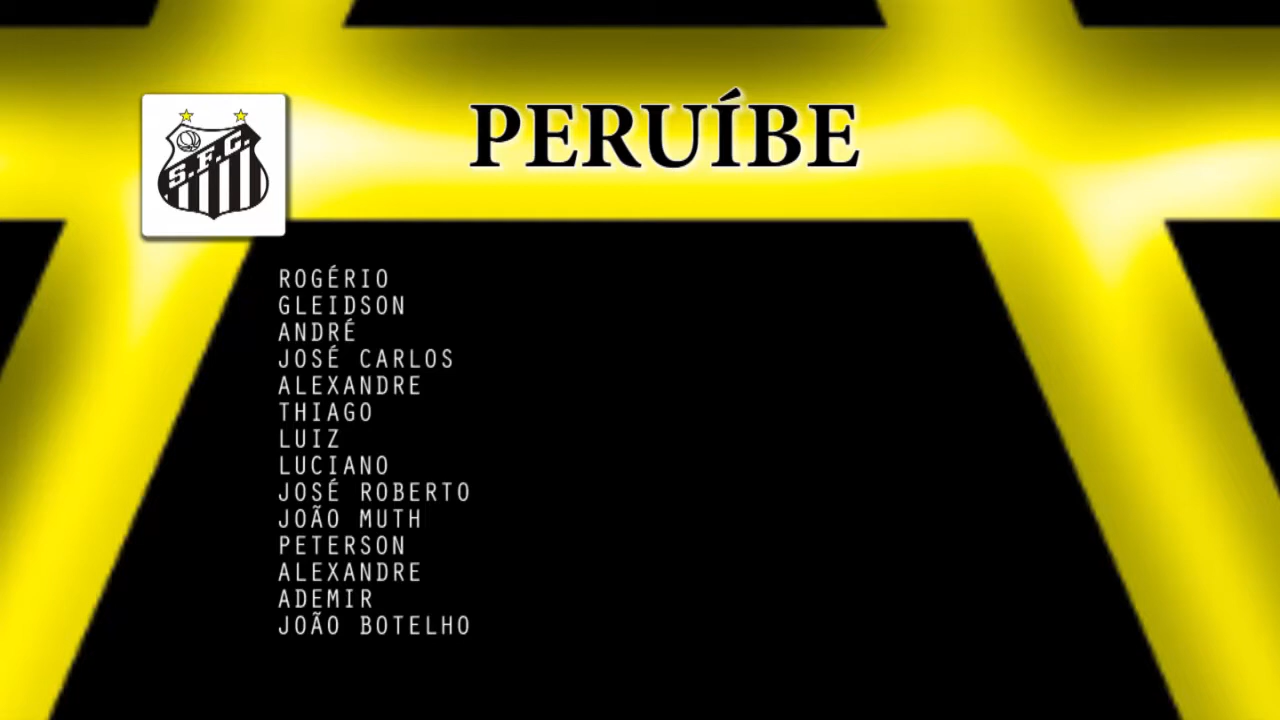 S.F.C.
PERUÍBE
ROGÉRIO
GLEIDSON
ANDRÉ
JOSÉ CARLOS
ALEXANDRE
THIAGO
LUIZ
LUCIANO
JOSÉ ROBERTO
JOÃO MUTH
PETERSON
ALEXANDRE
ADEMIR
JOÃO BOTELHO